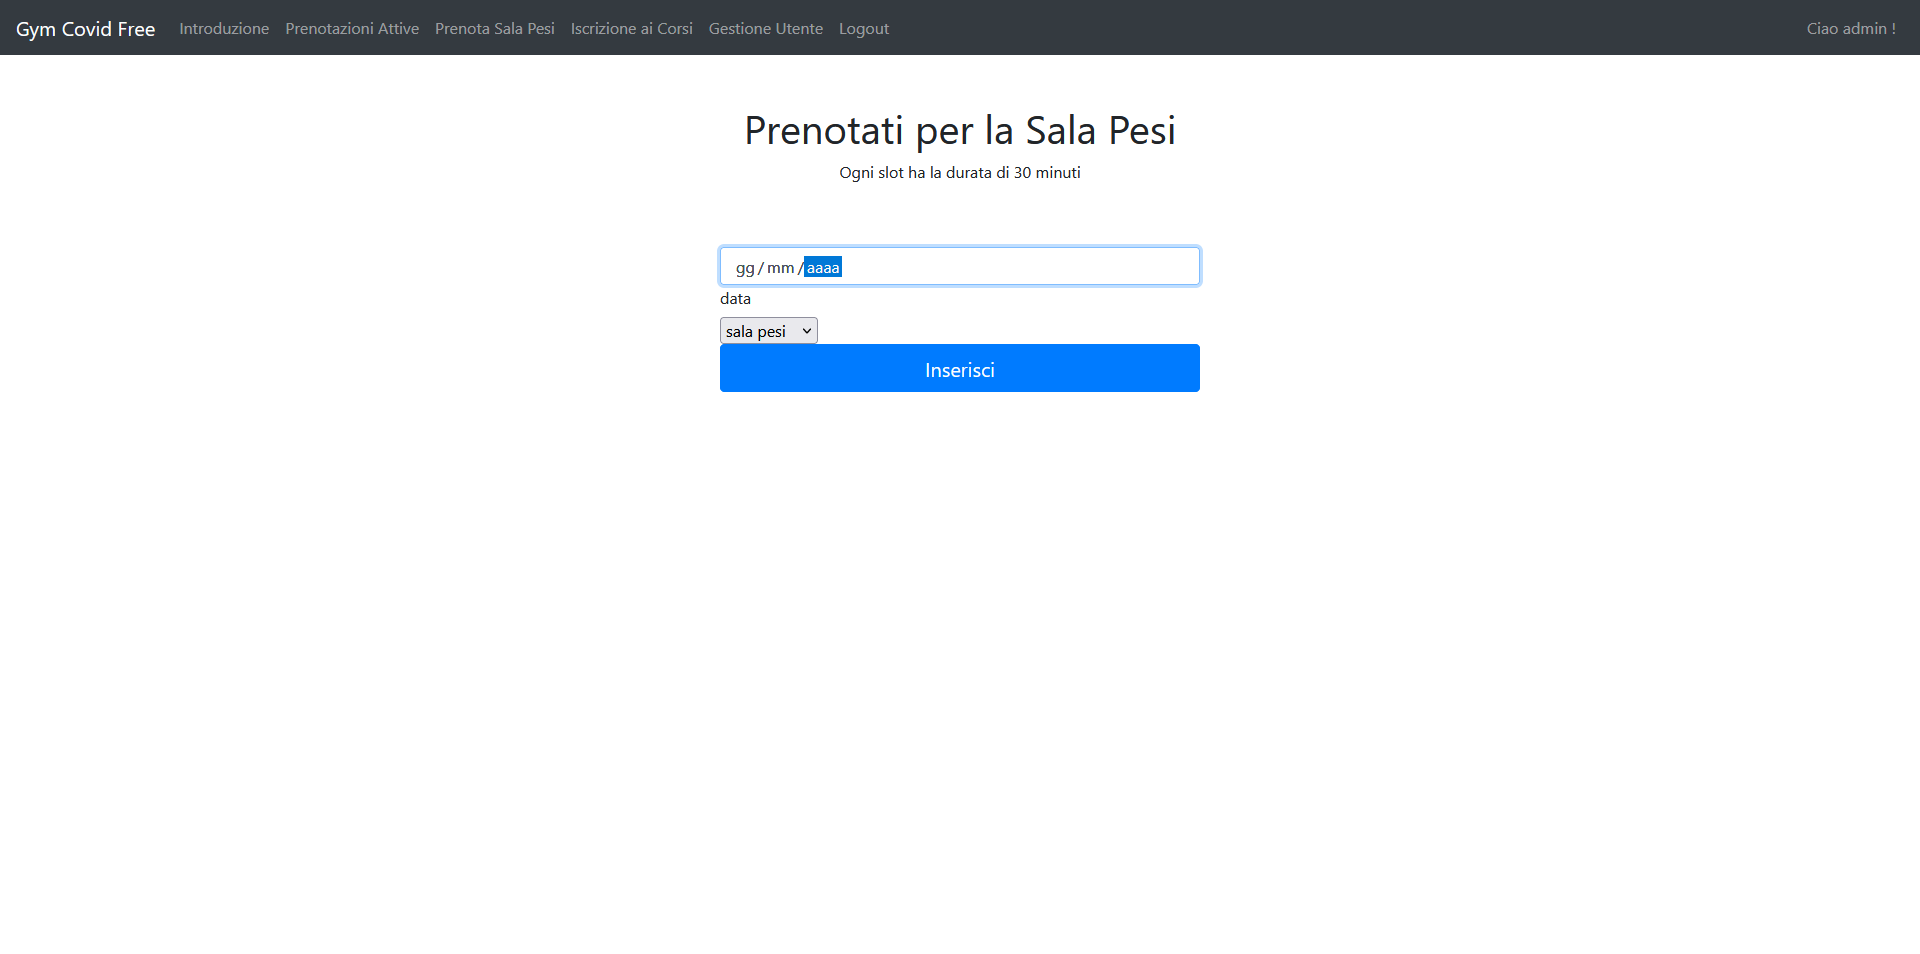 Gym Covid Free Introduzione Prenotazioni Attive Prenota Sala Pesi Iscrizione ai Corsi Gestione Utente Logout Ciao admin !
Prenotati per la Sala Pesi
Ogni slot ha la durata di 30 minuti
gg/mm/aaaa
data
sala pesi
Inserisci